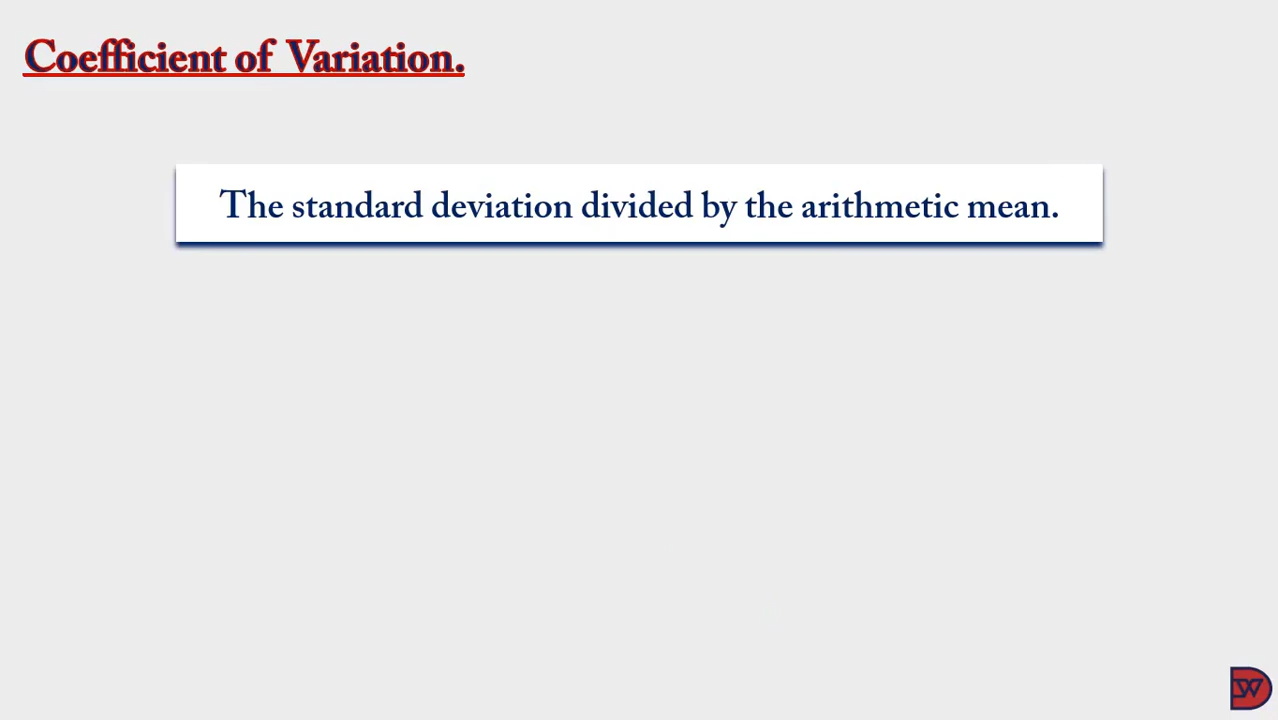 Coefficient of Variation.
The standard deviation divided by the arithmetic mean.